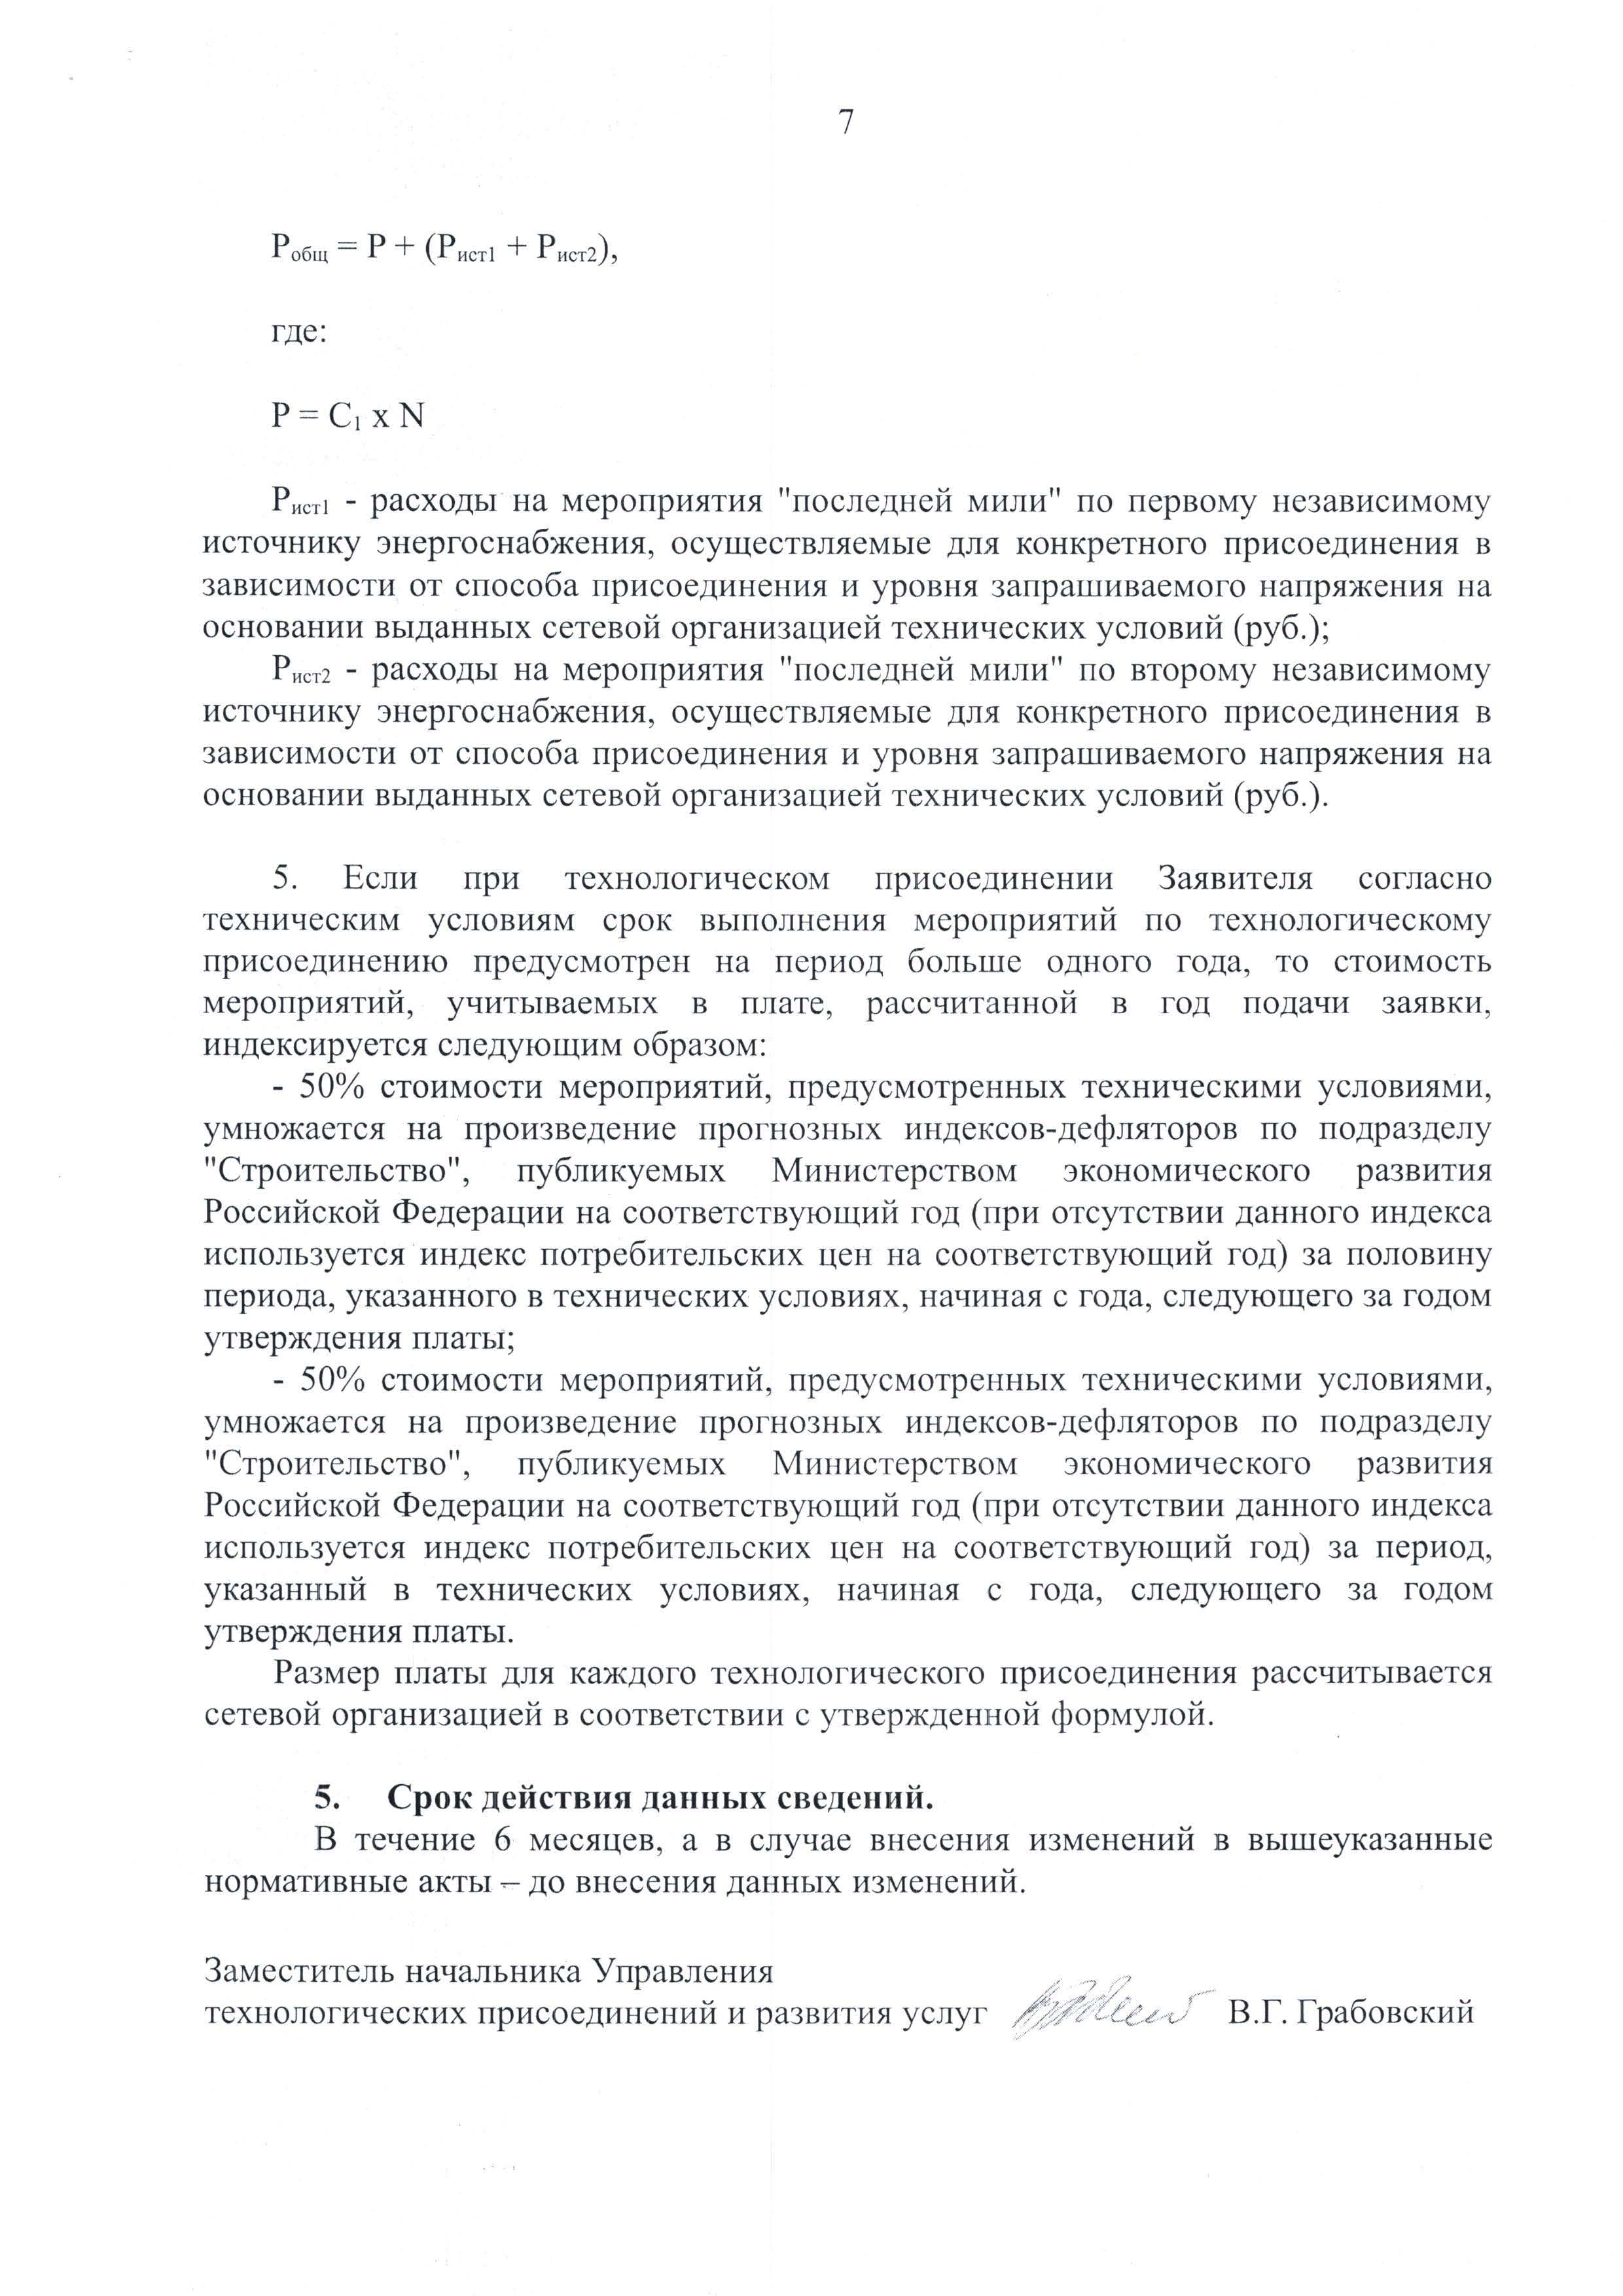 7
Робщ = Р + (Рист1 + Рист2),
где:
Р = С1 х N
Рист1 - расходы на мероприятия "последней мили" по первому независимому
источнику энергоснабжения, осуществляемые для конкретного присоединения в
зависимости от способа присоединения и уровня запрашиваемого напряжения на
основании выданных сетевой организацией технических условий (руб.);
Рист2 - расходы на мероприятия "последней мили" по второму независимому
источнику энергоснабжения, осуществляемые для конкретного присоединения в
зависимости от способа присоединения и уровня запрашиваемого напряжения на
основании выданных сетевой организацией технических условий (руб.).
5. Если при технологическом присоединении Заявителя согласно
техническим условиям срок выполнения мероприятий по технологическому
присоединению предусмотрен на период больше одного года, то стоимость
мероприятий, учитываемых в плате, рассчитанной в год подачи заявки,
индексируется следующим образом:
- 50% стоимости мероприятий, предусмотренных техническими условиями,
умножается на произведение прогнозных индексов-дефляторов по подразделу
"Строительство", публикуемых Министерством экономического развития
Российской Федерации на соответствующий год (при отсутствии данного индекса
используется индекс потребительских цен на соответствующий год) за половину
периода, указанного в технических условиях, начиная с года, следующего за годом
утверждения платы;
- 50% стоимости мероприятий, предусмотренных техническими условиями,
умножается на произведение прогнозных индексов-дефляторов по подразделу
"Строительство", публикуемых Министерством экономического развития
Российской Федерации на соответствующий год (при отсутствии данного индекса
используется индекс потребительских цен на соответствующий год) за период,
указанный в технических условиях, начиная с года, следующего за годом
утверждения платы.
Размер платы для каждого технологического присоединения рассчитывается
сетевой организацией в соответствии с утвержденной формулой.
5. Срок действия данных сведений.
В течение 6 месяцев, а в случае внесения изменений в вышеуказанные
нормативные акты – до внесения данных изменений.
Заместитель начальника Управления
технологических присоединений и развития услуг В.Г. Грабовский